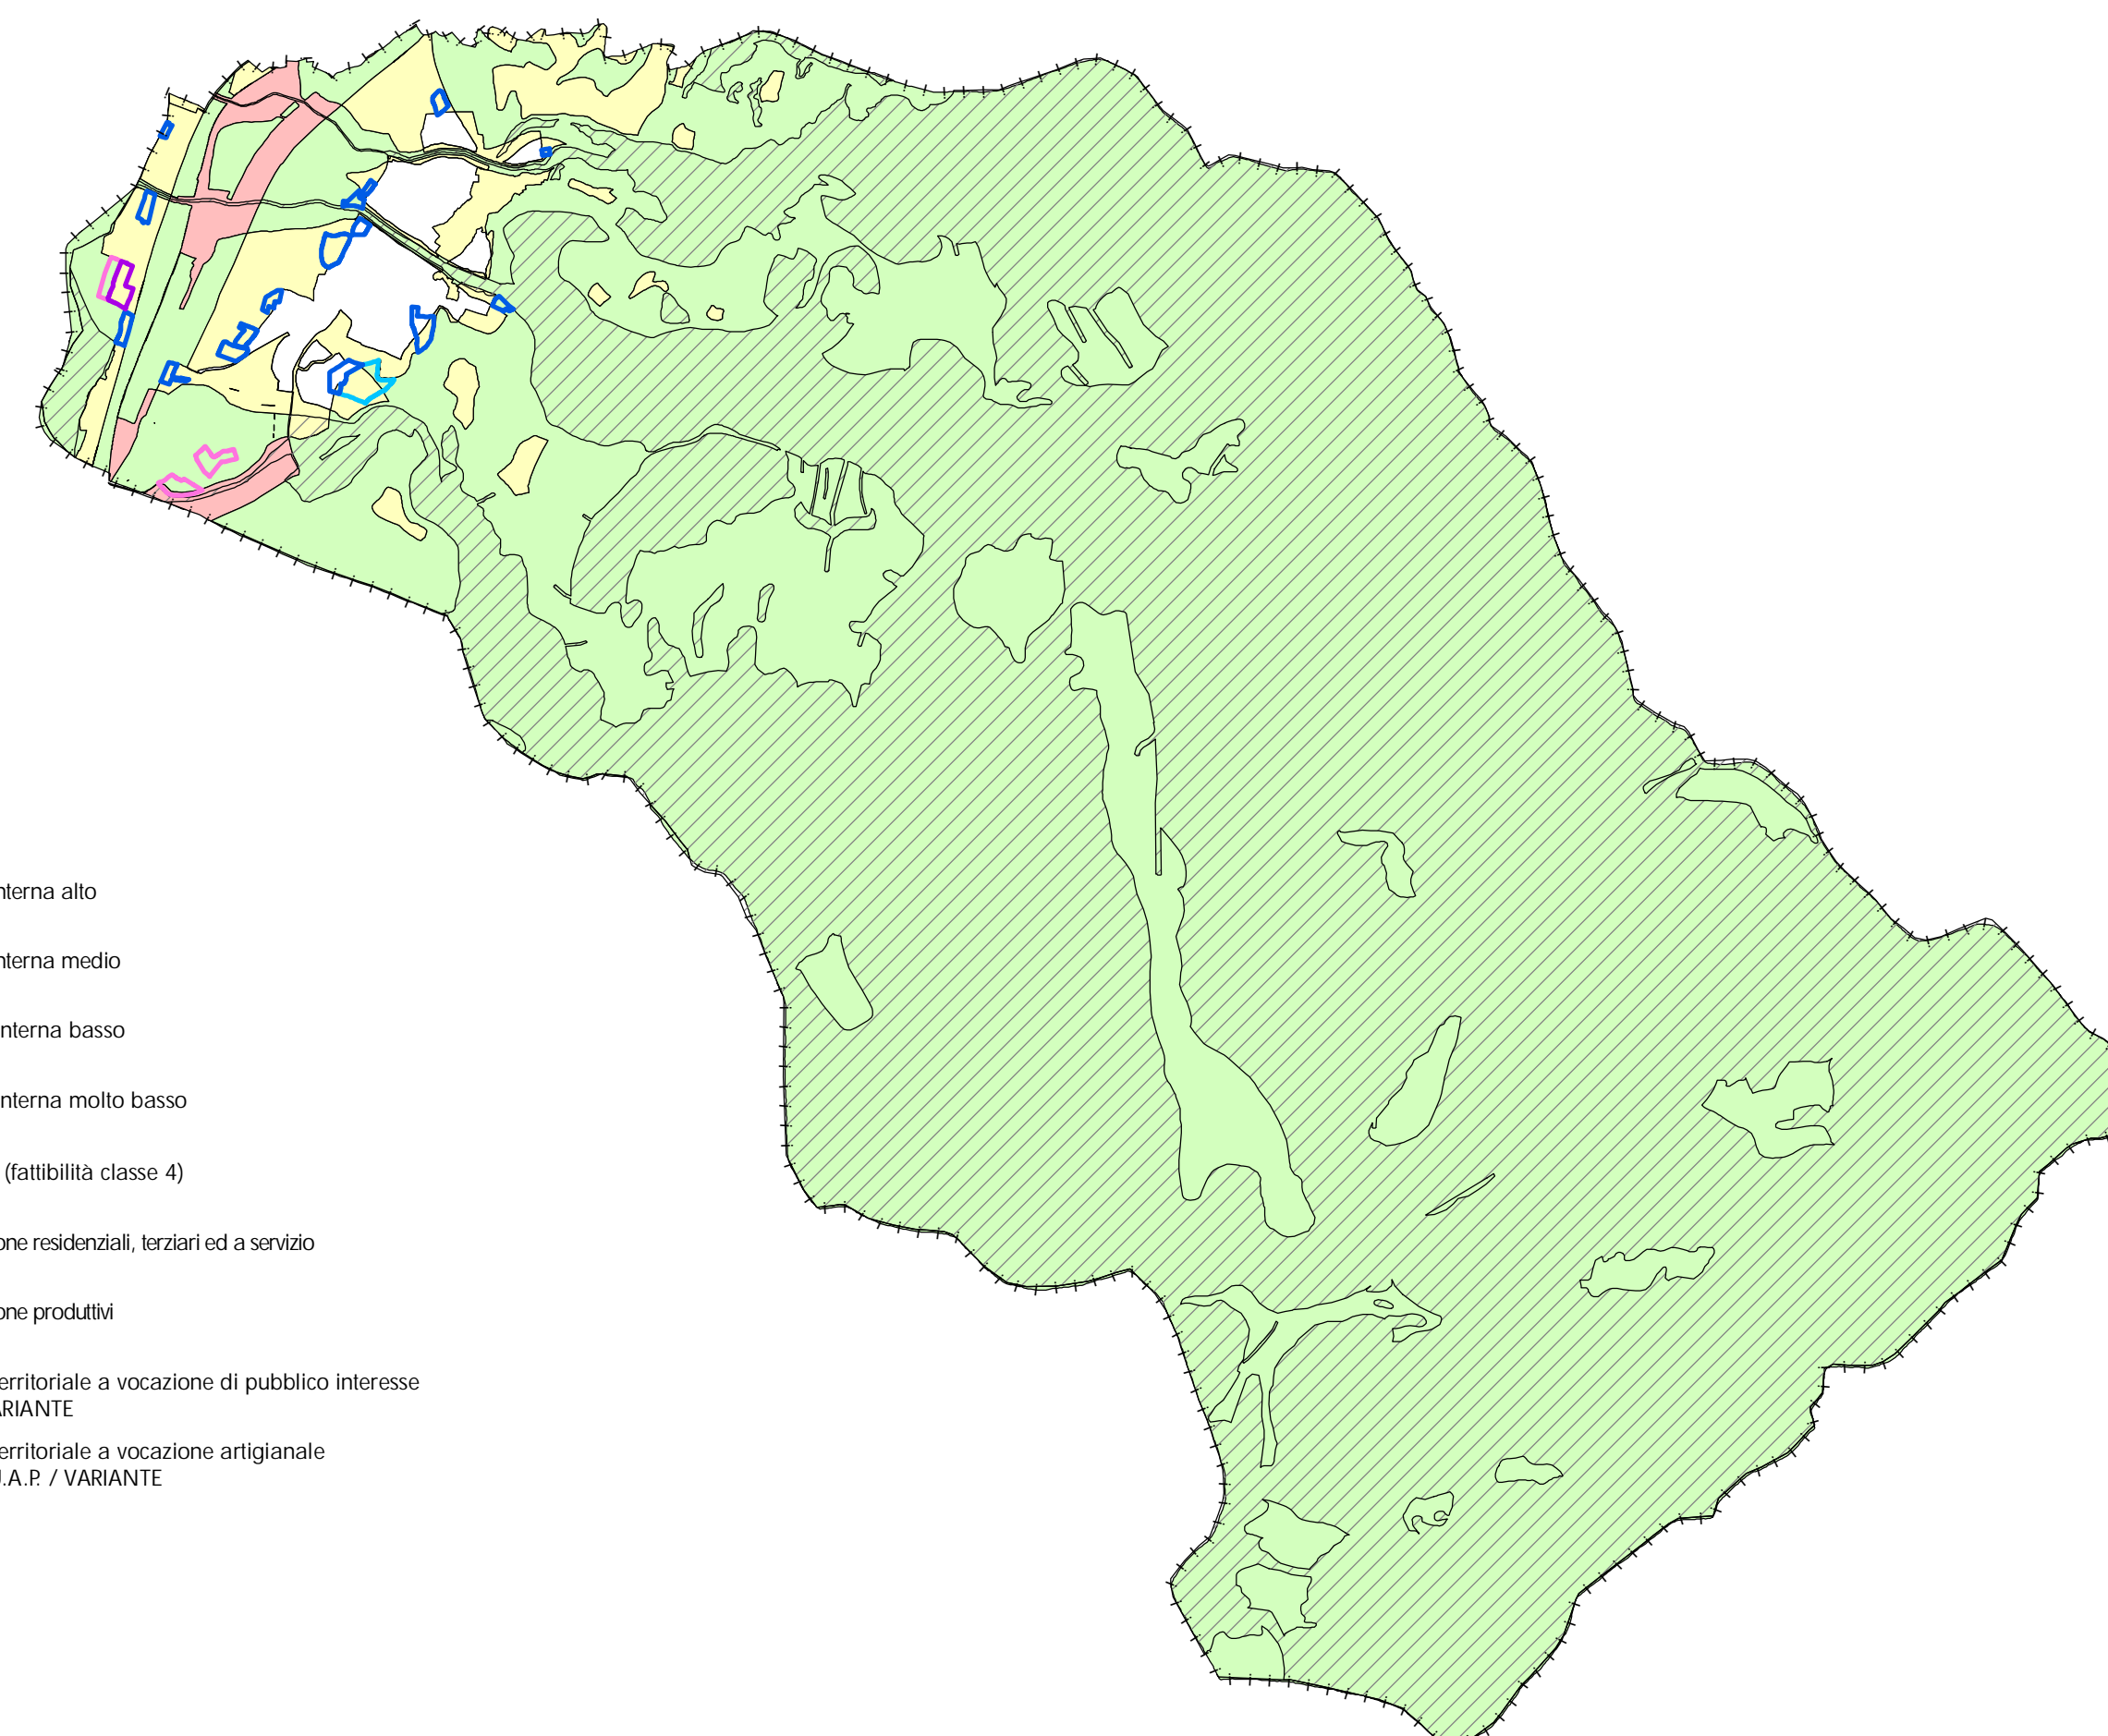 nterna alto
nterna medio
nterna basso
nterna molto basso
(fattibilità classe 4)
one residenziali, terziari ed a servizio
one produttivi
erritoriale a vocazione di pubblico interesse
ARIANTE
erritoriale a vocazione artigianale
U.A.P. / VARIANTE